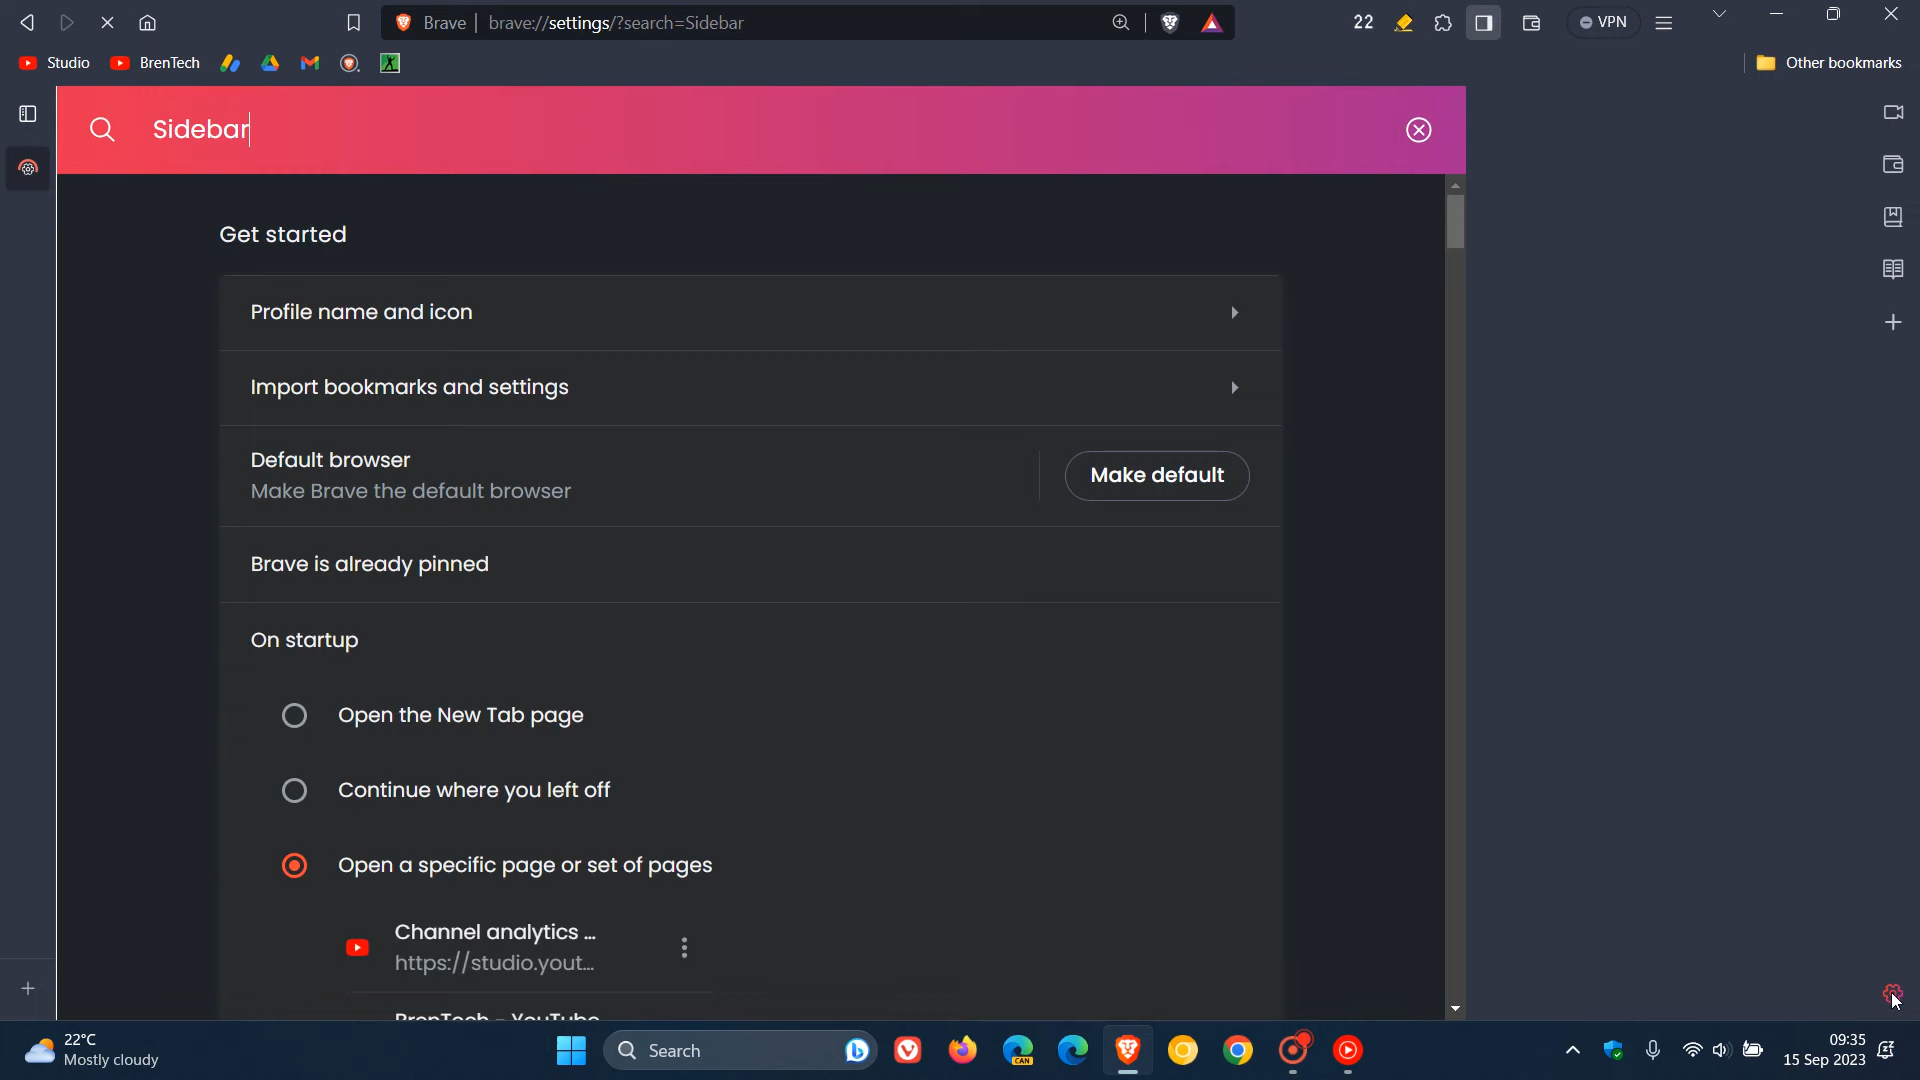 Brave
brave://settings/?search=Sidebar
22
VPN
Studio
BrenTech
Other bookmarks
Sidebar
Get started
Profile name and icon
Import bookmarks and settings
Default browser
Make Brave the default browser
Make default
Brave is already pinned
On startup
Open the New Tab page
Continue where you left off
Open a specific page or set of pages
Channel analytics ...
https://studio.yout...
BrenTech - YouTube
22°C
Mostly cloudy
Search
CAN
09:35
15 Sep 2023